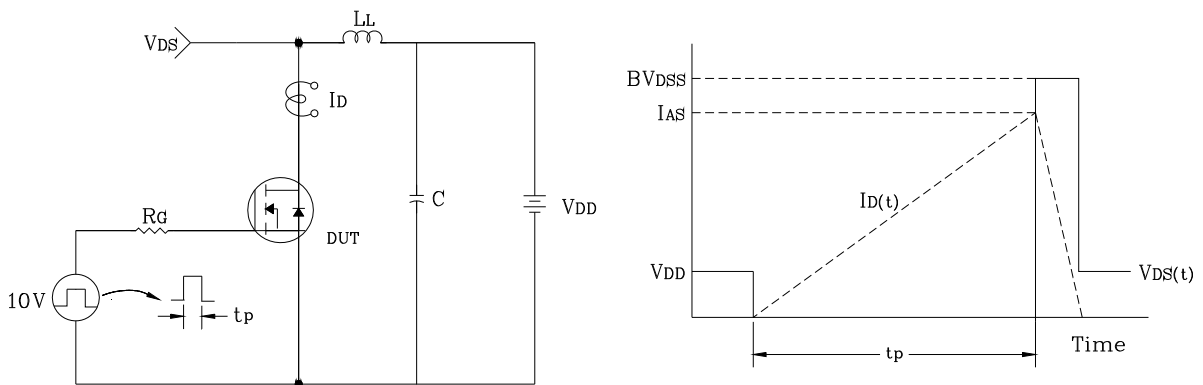 LL
VDS
ID
C
VDD
RG
DUT
10V
tp
BVDSS
IAS
ID(t)
VDD
VDS(t)
Time
tp